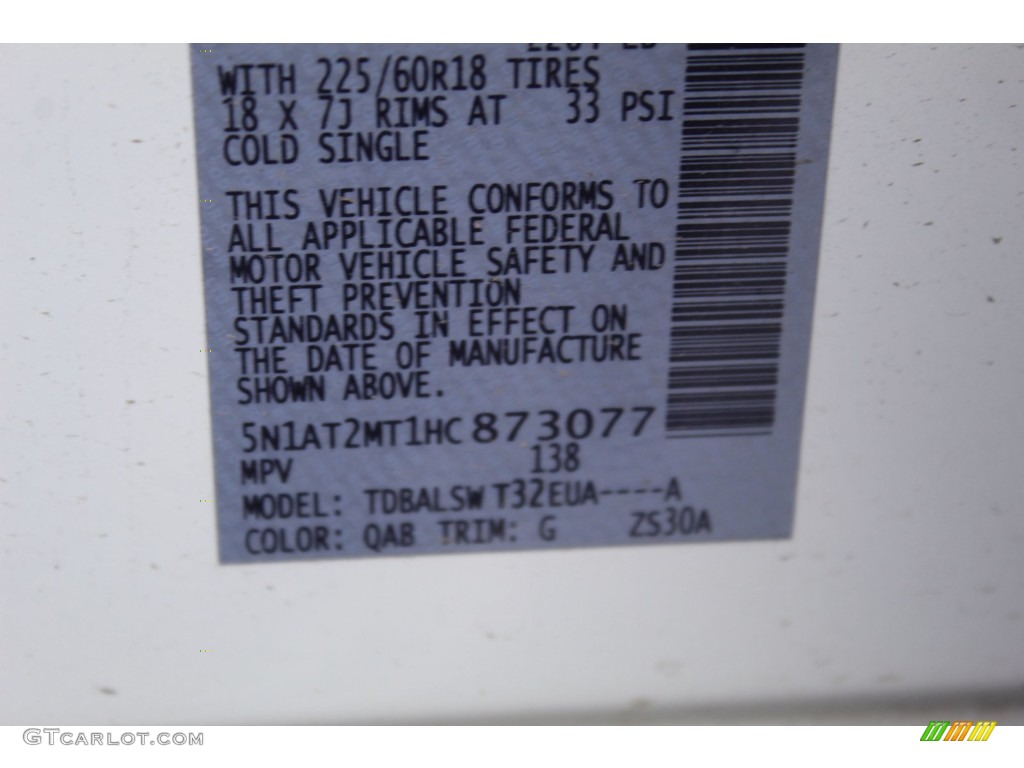 WITH 225/60R18 TIRES
18 X 7J RIMS AT 33 PSI
COLD SINGLE
THIS VEHICLE CONFORMS TO
ALL APPLICABLE FEDERAL
MOTOR VEHICLE SAFETY AND
THEFT PREVENTION
STANDARDS IN EFFECT ON
THE DATE OF MANUFACTURE
SHOWN ABOVE.
5N1AT2MT1HC873077
MPV 138
MODEL: TDBALSW T32EUA----A
COLOR: QAB TRIM: G ZS30A
GTCARLOT.COM